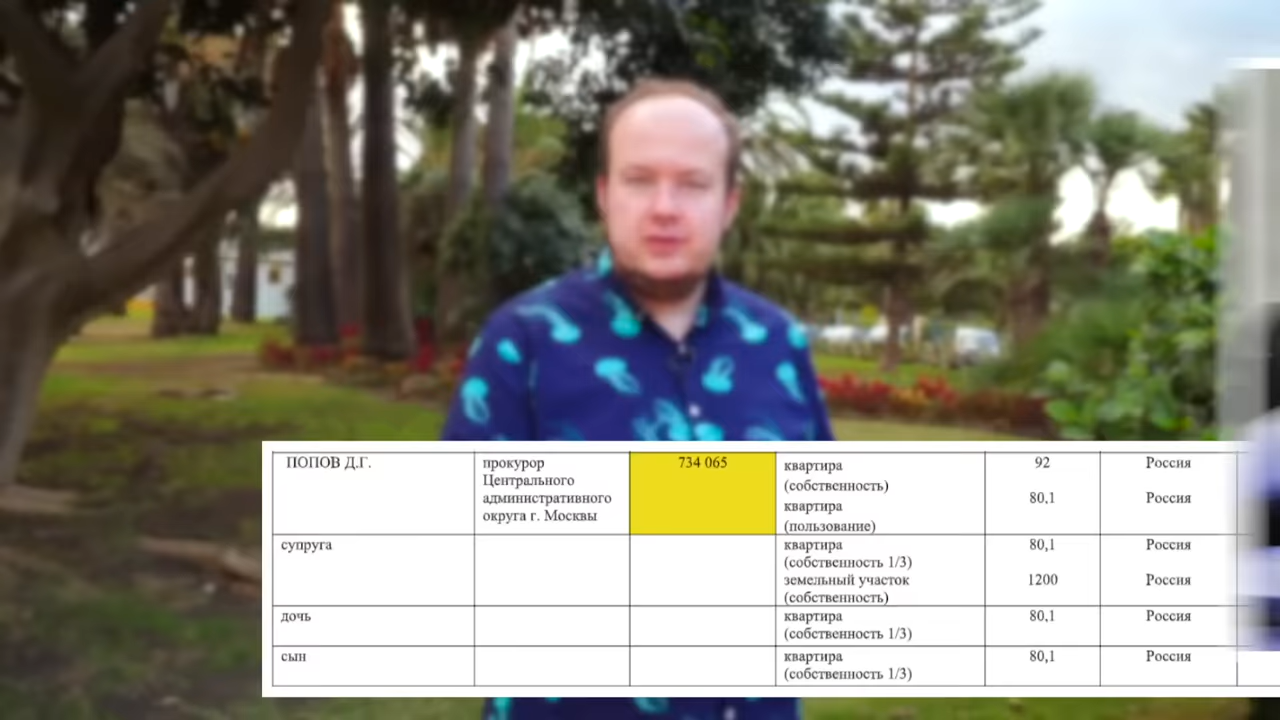 ПОПОВ Д.Г.
прокурор
Центрального
административного
округа г. Москвы
734 065
квартира
(собственность)
квартира
(пользование)
92
80,1
Россия
Россия
супруга
квартира
(собственность 1/3)
земельный участок
(собственность)
80,1
1200
Россия
Россия
дочь
квартира
(собственность 1/3)
80,1
Россия
сын
квартира
(собственность 1/3)
80,1
Россия